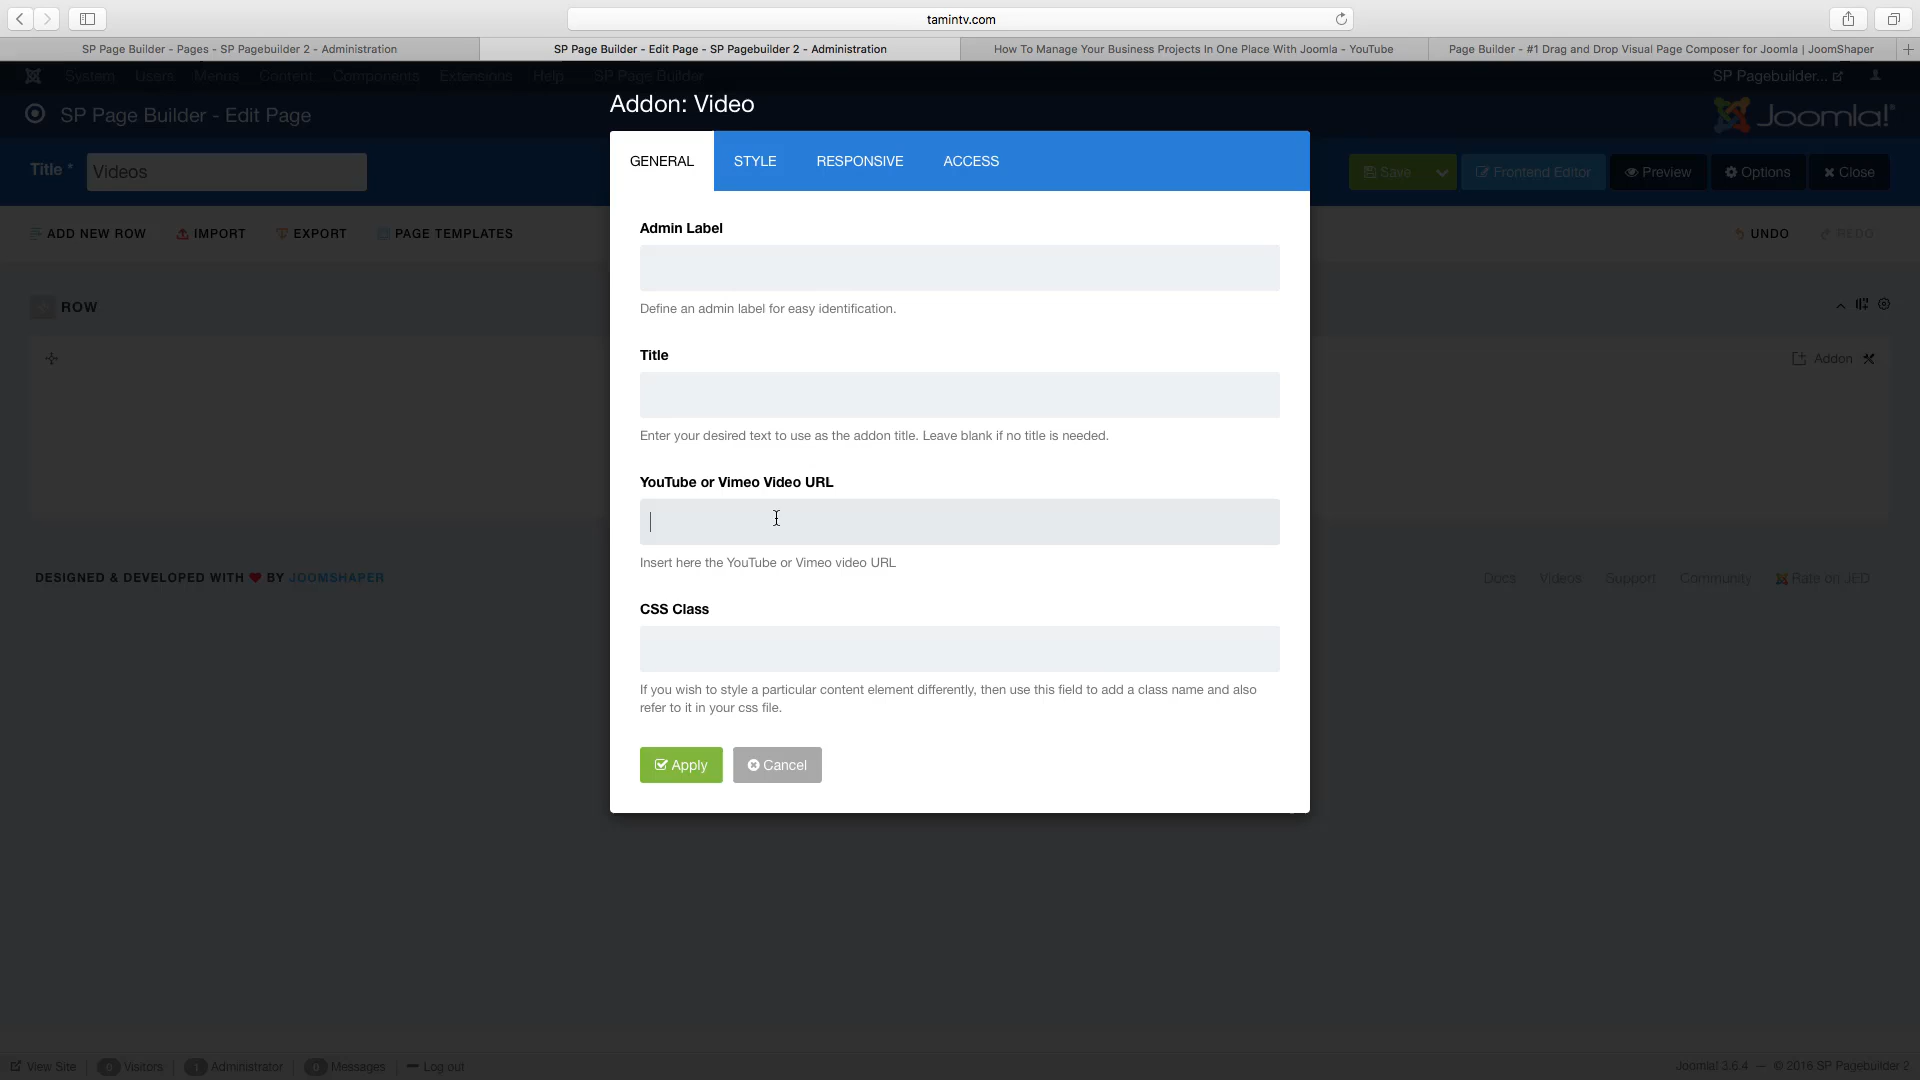 tamintv.com
SP Page Builder - Pages - SP Pagebuilder 2 - Administration
SP Page Builder - Edit Page - SP Pagebuilder 2 - Administration
How To Manage Your Business Projects In One Place With Joomla - YouTube
Page Builder - #1 Drag and Drop Visual Page Composer for Joomla | JoomShaper
System Users Menus Content Components Extensions Help SP Page Builder
SP Pagebuilder...
SP Page Builder - Edit Page
Joomla!
Addon: Video
Title *
Videos
Save
Frontend Editor
Preview
Options
Close
GENERAL STYLE RESPONSIVE ACCESS
ADD NEW ROW IMPORT EXPORT PAGE TEMPLATES
UNDO REDO
ROW
Addon
Admin Label
Define an admin label for easy identification.
Title
Enter your desired text to use as the addon title. Leave blank if no title is needed.
YouTube or Vimeo Video URL
Insert here the YouTube or Vimeo video URL
CSS Class
If you wish to style a particular content element differently, then use this field to add a class name and also
refer to it in your css file.
Apply Cancel
DESIGNED & DEVELOPED WITH ❤ BY JOOMSHAPER
Docs Videos Support Community Rate on JED
View Site 0 Visitors 1 Administrator 0 Messages Log out
Joomla! 3.6.4 — © 2016 SP Pagebuilder 2